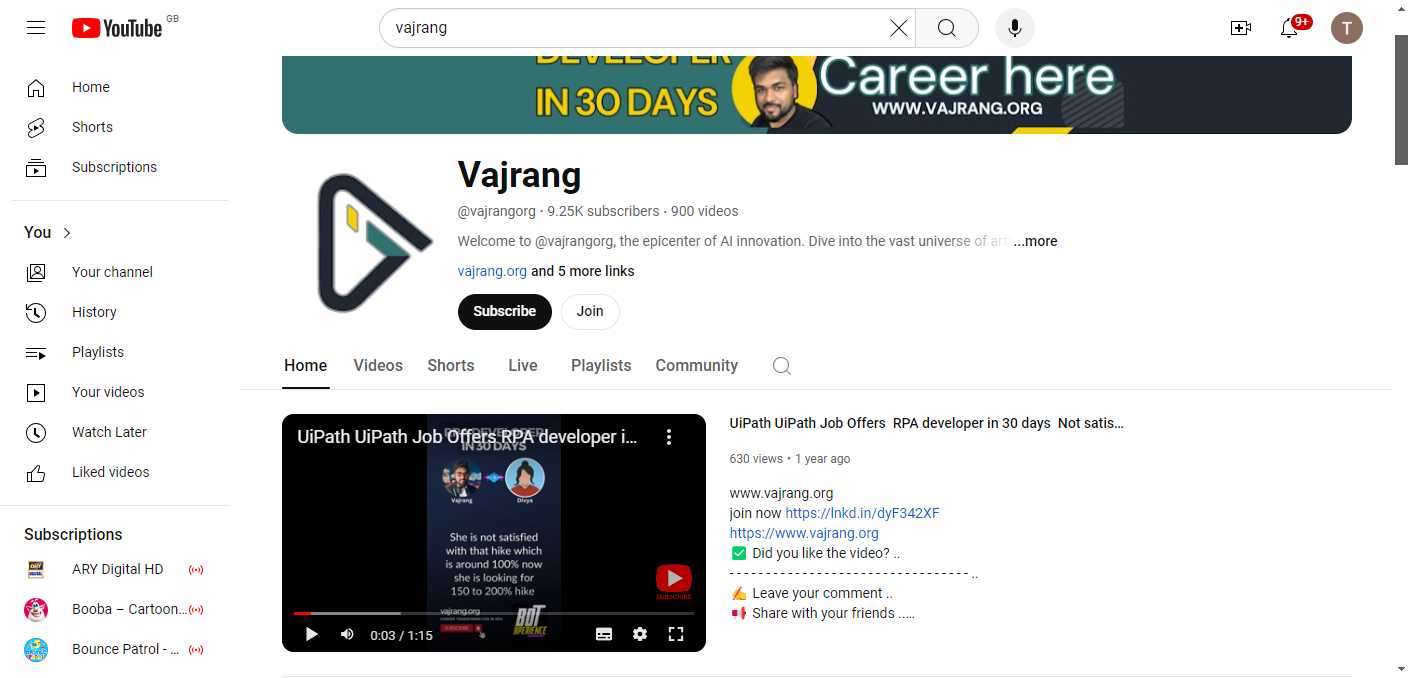 YouTube GB
vajrang
9+
T
Home
Shorts
Subscriptions
You
Your channel
History
Playlists
Your videos
Watch Later
Liked videos
Subscriptions
ARY Digital HD
Booba – Cartoon...
Bounce Patrol - ...
DEVELOPER
IN 30 DAYS
Career here
WWW.VAJRANG.ORG
Vajrang
@vajrangorg · 9.25K subscribers · 900 videos
Welcome to @vajrangorg, the epicenter of AI innovation. Dive into the vast universe of ...more
vajrang.org and 5 more links
Subscribe Join
Home Videos Shorts Live Playlists Community
UiPath UiPath Job Offers RPA developer i...
RPA DEVELOPER
IN 30 DAYS
Vajrang Divya
She is not satisfied
with that hike which
is around 100% now
she is looking for
150 to 200% hike
SUBSCRIBE
vajrang.org
BOT
XPERIENCE
0:03 / 1:15
UiPath UiPath Job Offers RPA developer in 30 days Not satis...
630 views • 1 year ago
www.vajrang.org
join now https://lnkd.in/dyF342XF
https://www.vajrang.org
✅ Did you like the video? ..
- - - - - - - - - - - - - - - - - - - - - - - - - - - - - - ..
✍ Leave your comment ..
📢 Share with your friends .....